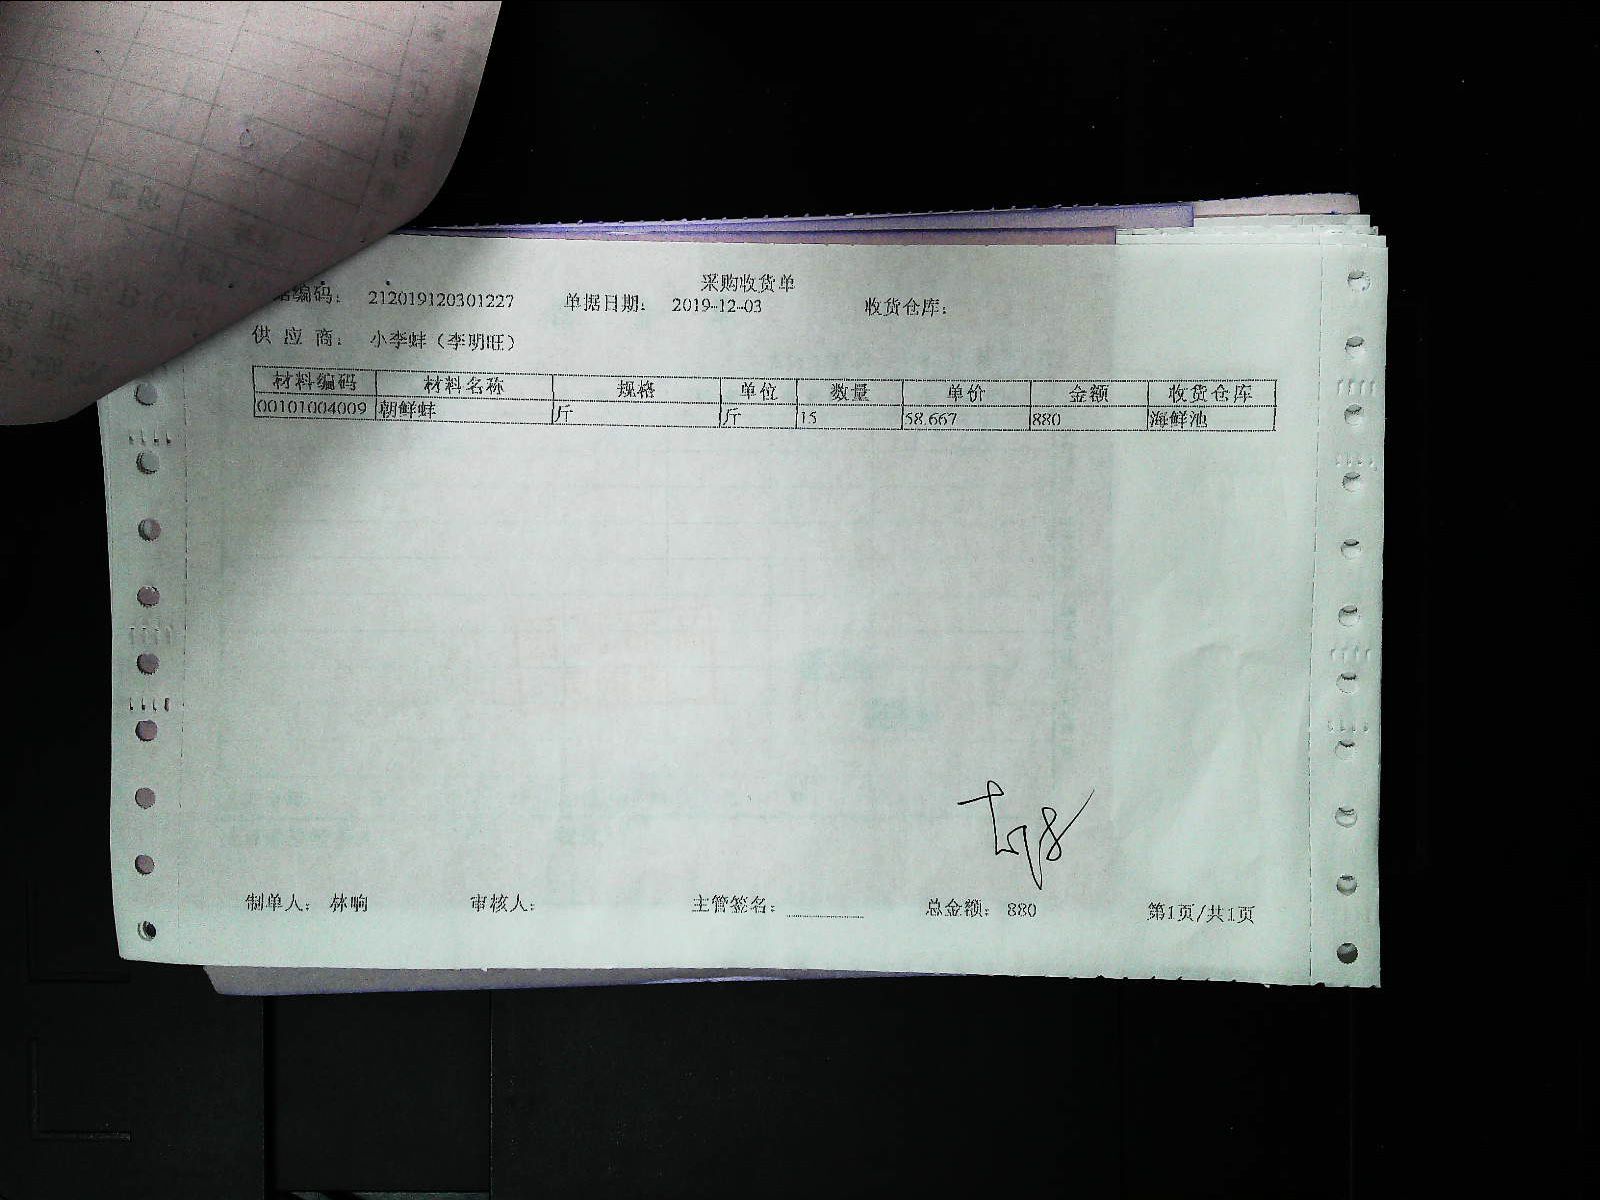 采购收货单
编码： 212019120301227 单据日期： 2019-12-03 收货仓库：
供应商： 小李蚌（李明旺）
材料编码 材料名称 规格 单位 数量 单价 金额 收货仓库
00101004009 朝鲜蚌 斤 斤 15 58.667 880 海鲜池
制单人： 林响 审核人： 主管签名： 总金额： 880 第1页/共1页